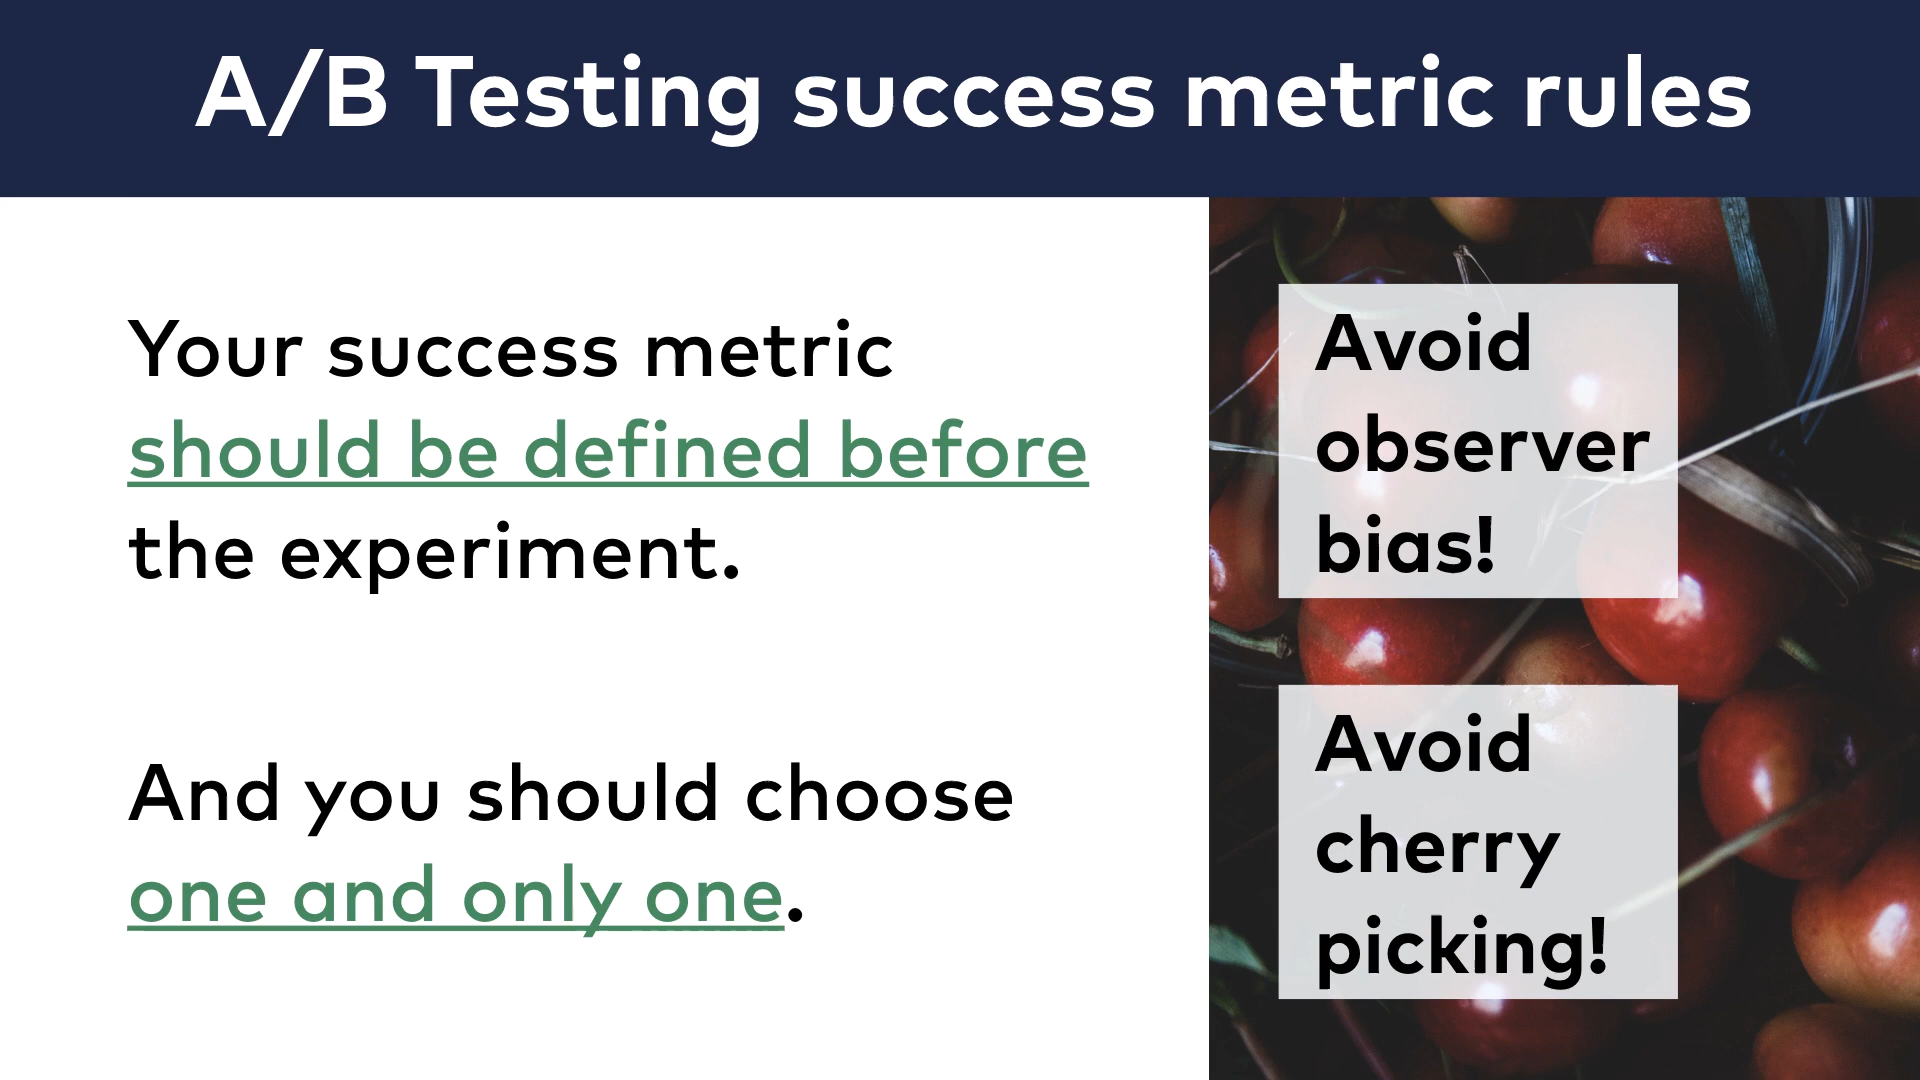 A/B Testing success metric rules
Your success metric
should be defined before
the experiment.
And you should choose
one and only one.
Avoid
observer
bias!
Avoid
cherry
picking!